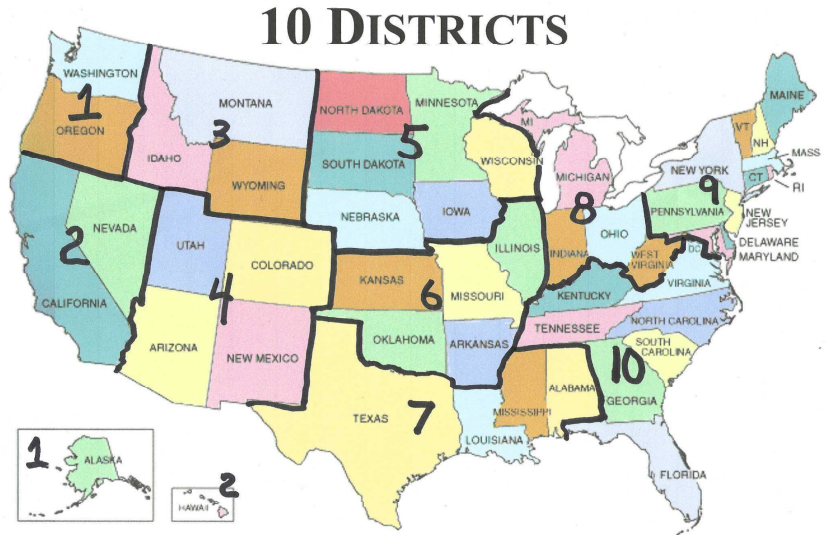 10 DISTRICTS
WASHINGTON
1
OREGON
MONTANA
3
IDAHO
WYOMING
NORTH DAKOTA
MINNESOTA
5
SOUTH DAKOTA
NEBRASKA
IOWA
WISCONSIN
MI
MICHIGAN
8
MAINE
VT
NH
MASS
NEW YORK
CT
RI
9
PENNSYLVANIA
NEW
JERSEY
DELAWARE
MARYLAND
DC
NEVADA
2
CALIFORNIA
UTAH
COLORADO
4
ARIZONA
NEW MEXICO
KANSAS
6
MISSOURI
ILLINOIS
INDIANA
OHIO
WEST
VIRGINIA
VIRGINIA
KENTUCKY
OKLAHOMA
ARKANSAS
TENNESSEE
NORTH CAROLINA
SOUTH
CAROLINA
10
GEORGIA
TEXAS
7
LOUISIANA
MISSISSIPPI
ALABAMA
FLORIDA
1
ALASKA
2
HAWAII